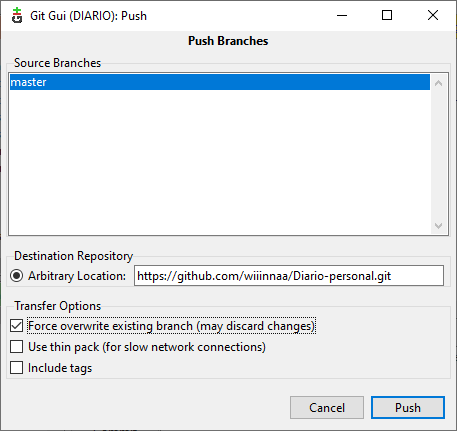 Git Gui (DIARIO): Push
Push Branches
Source Branches
master
Destination Repository
Arbitrary Location: https://github.com/wiiinnaa/Diario-personal.git
Transfer Options
Force overwrite existing branch (may discard changes)
Use thin pack (for slow network connections)
Include tags
Cancel Push